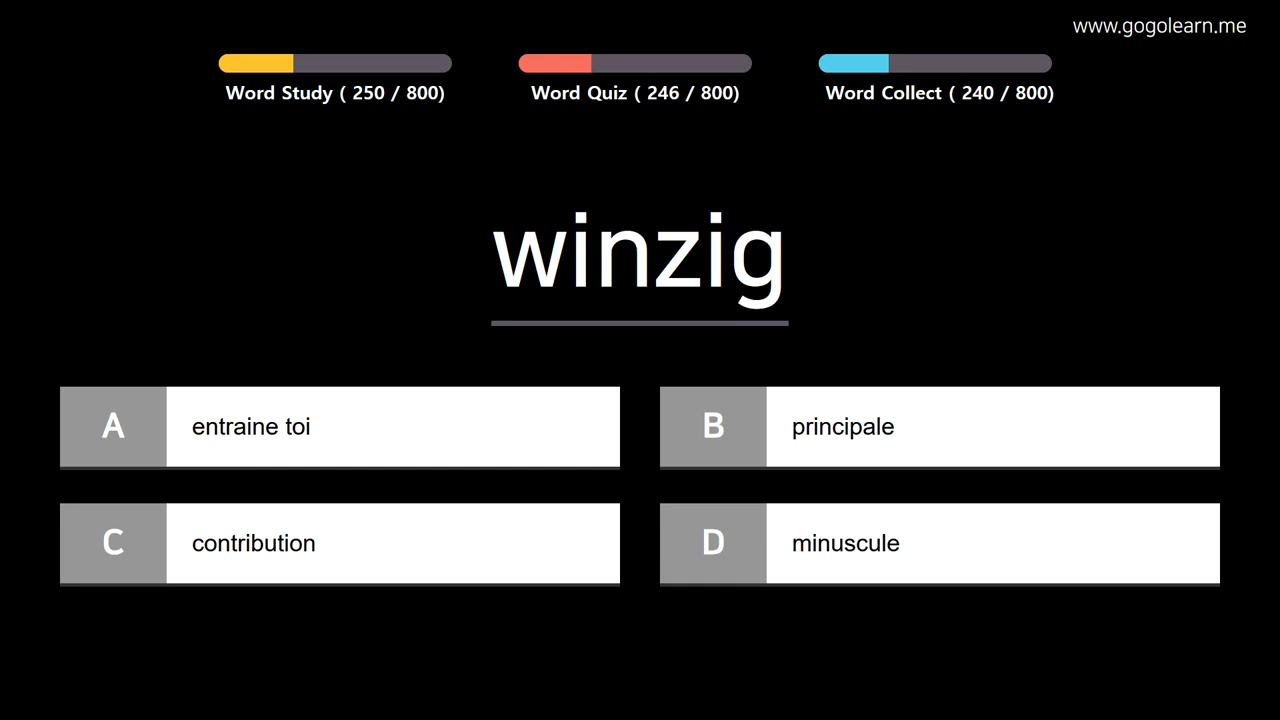 www.gogolearn.me
Word Study ( 250 / 800)
Word Quiz ( 246 / 800)
Word Collect ( 240 / 800)
winzig
A entraine toi
B principale
C contribution
D minuscule